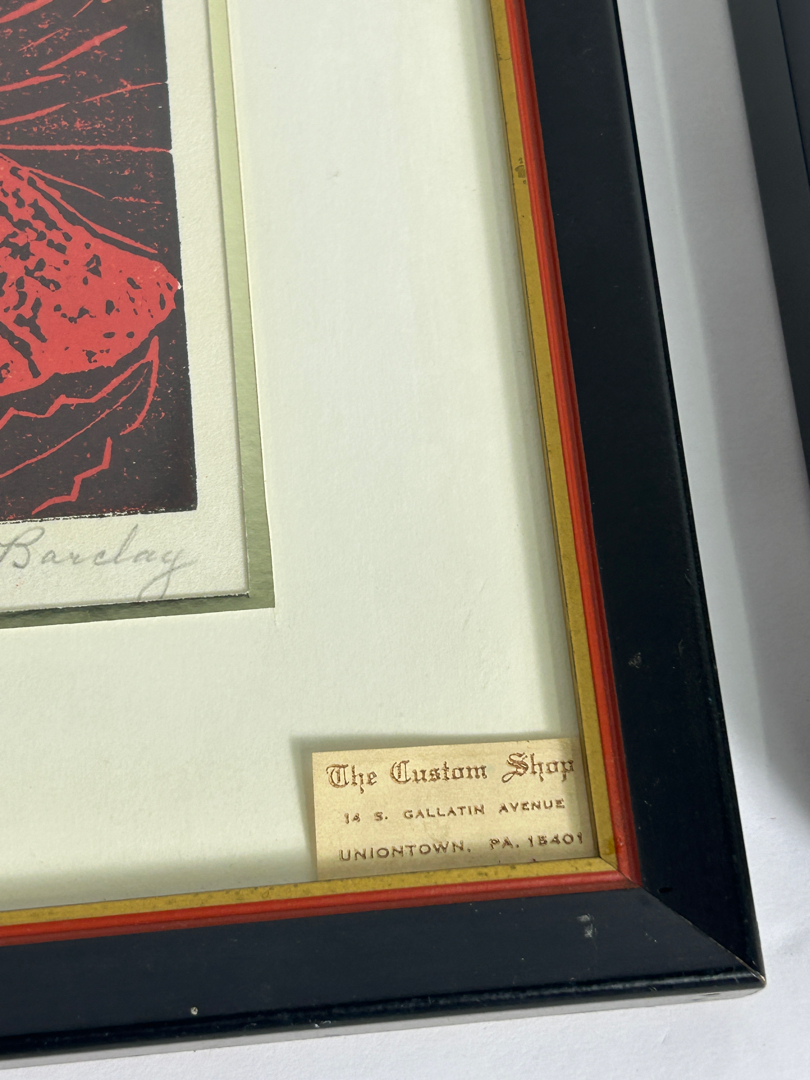 Barclay
The Custom Shop
14 S. GALLATIN AVENUE
UNIONTOWN, PA. 15401